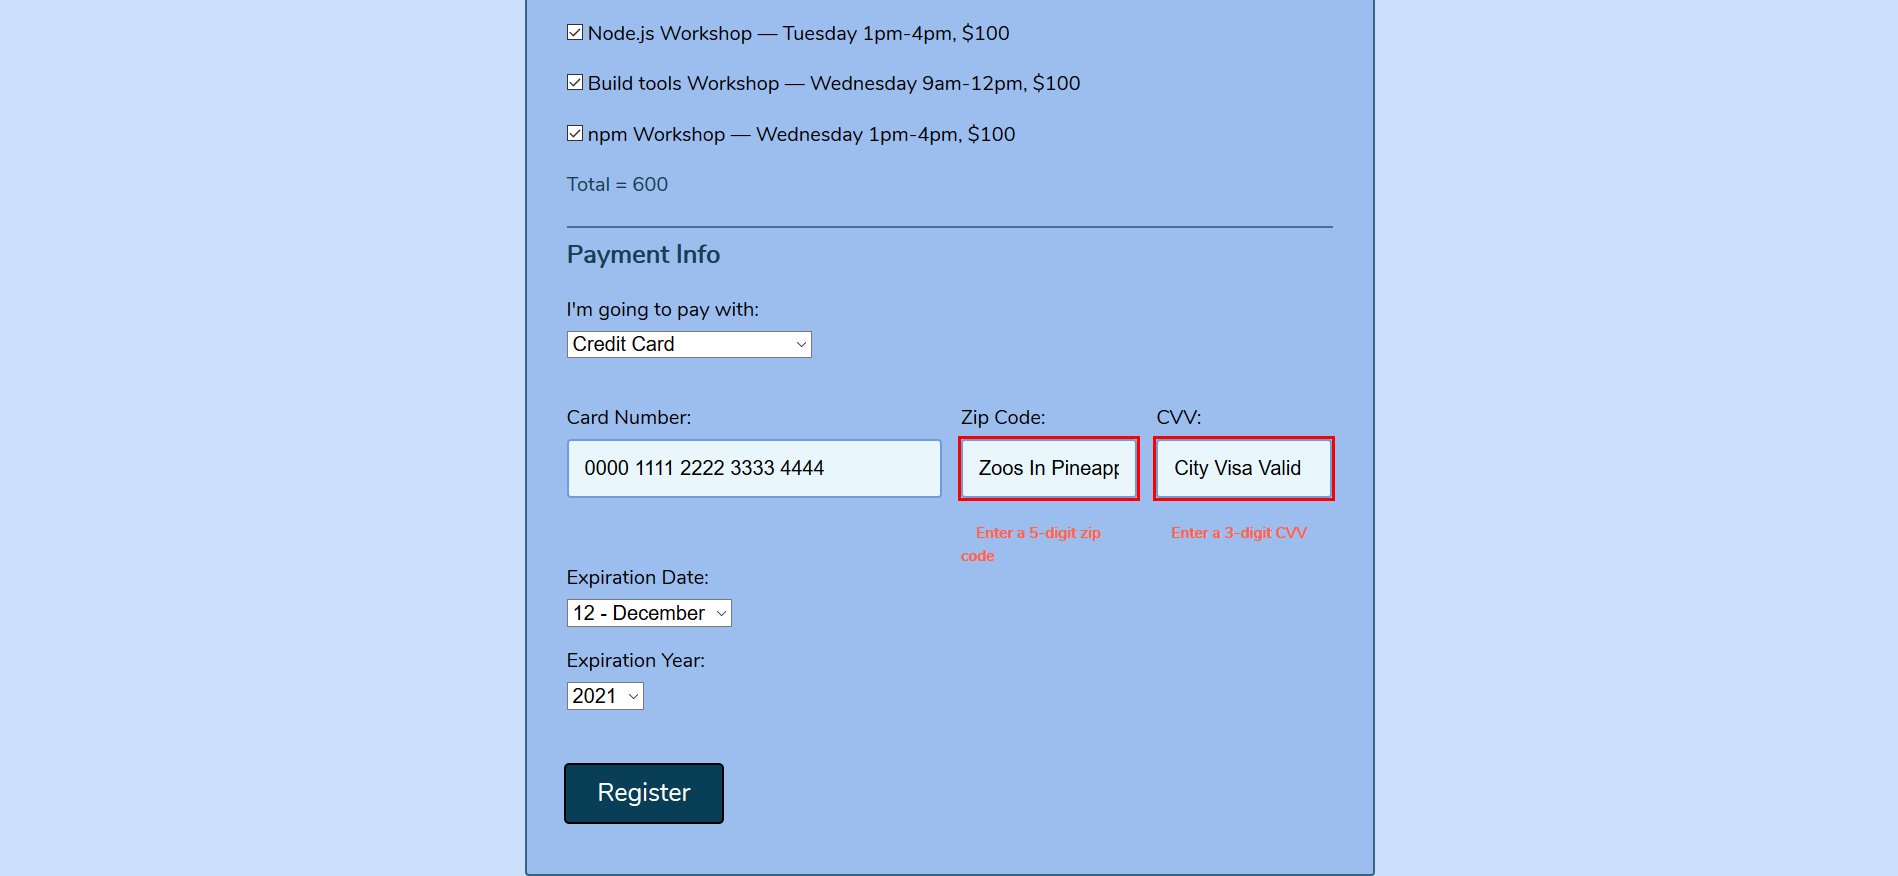 Node.js Workshop — Tuesday 1pm-4pm, $100
Build tools Workshop — Wednesday 9am-12pm, $100
npm Workshop — Wednesday 1pm-4pm, $100
Total = 600
Payment Info
I'm going to pay with:
Credit Card
Card Number: Zip Code: CVV:
0000 1111 2222 3333 4444 Zoos In Pineapp City Visa Valid
Enter a 5-digit zip Enter a 3-digit CVV
code
Expiration Date:
12 - December
Expiration Year:
2021
Register